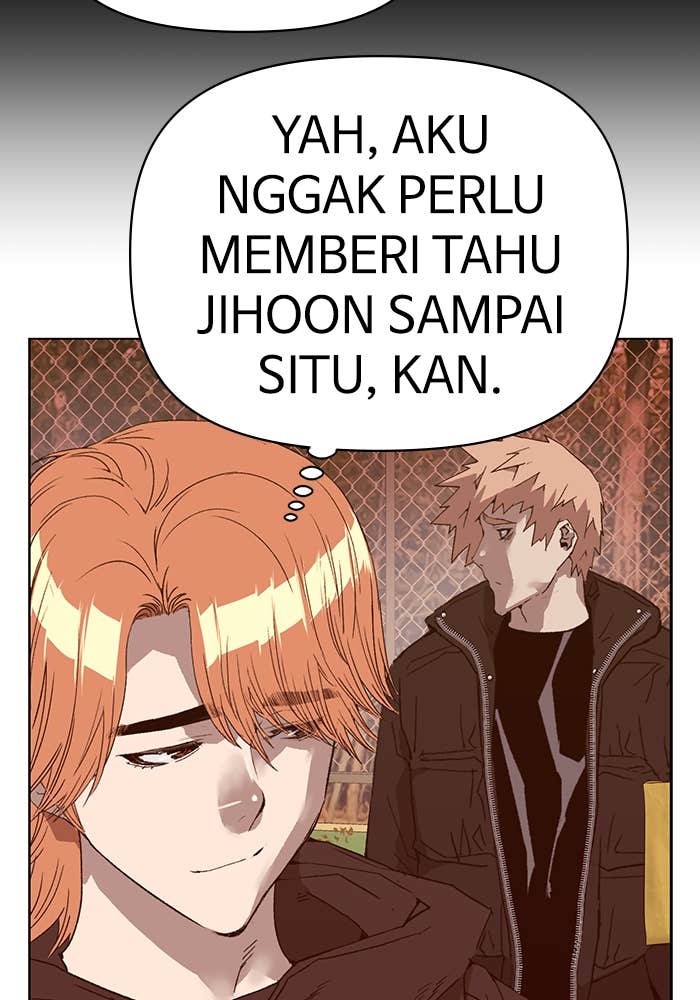 YAH, AKU
NGGAK PERLU
MEMBERI TAHU
JIHOON SAMPAI
SITU, KAN.